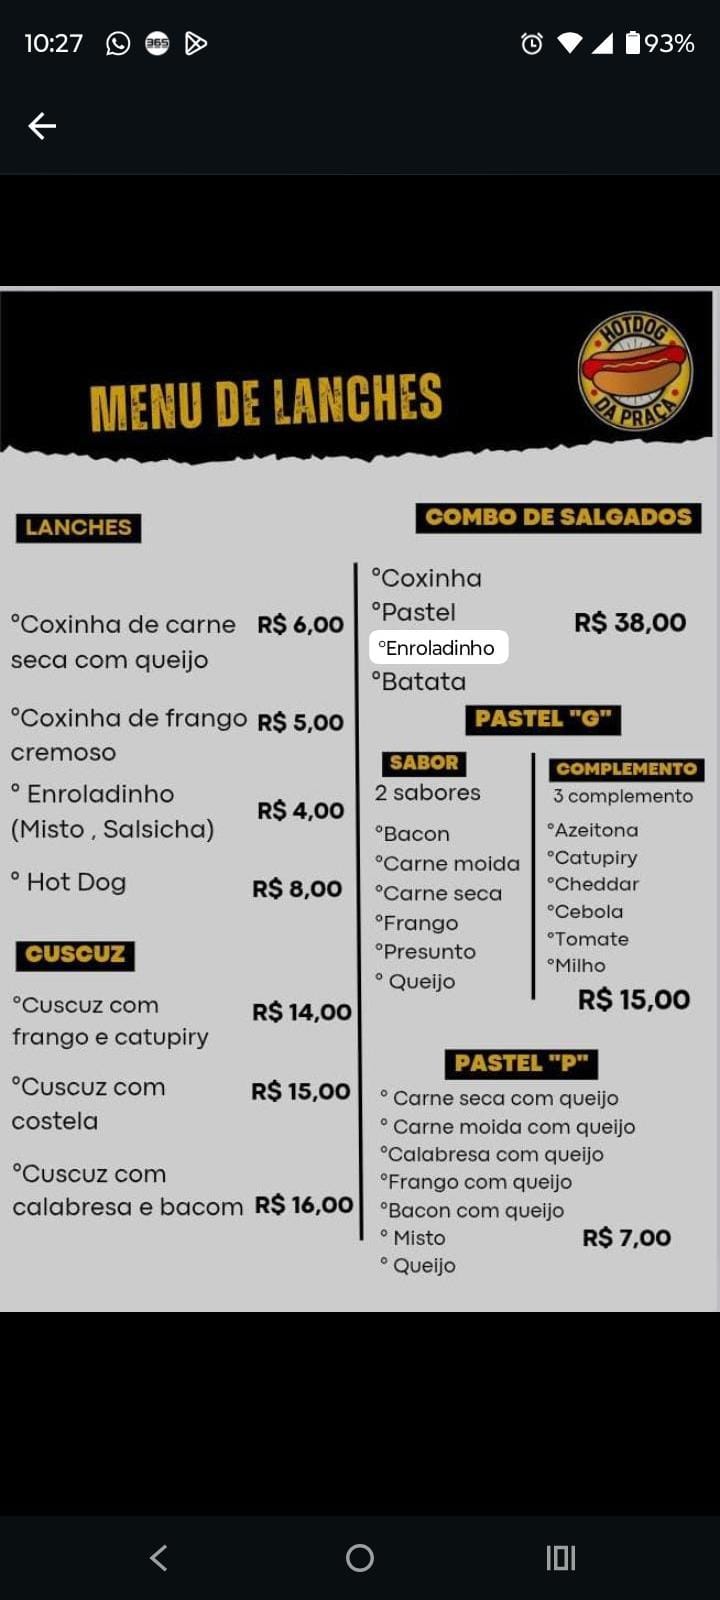 10:27
365
93%
HOTDOG
DA PRAÇA
MENU DE LANCHES
LANCHES
°Coxinha de carne seca com queijo R$ 6,00
°Coxinha de frango cremoso R$ 5,00
° Enroladinho
(Misto , Salsicha) R$ 4,00
° Hot Dog R$ 8,00
CUSCUZ
°Cuscuz com
frango e catupiry R$ 14,00
°Cuscuz com
costela R$ 15,00
°Cuscuz com
calabresa e bacom R$ 16,00
COMBO DE SALGADOS
°Coxinha
°Pastel
R$ 38,00
°Enroladinho
°Batata
PASTEL "G"
SABOR
2 sabores
°Bacon
°Carne moida
°Carne seca
°Frango
°Presunto
° Queijo
COMPLEMENTO
3 complemento
°Azeitona
°Catupiry
°Cheddar
°Cebola
°Tomate
°Milho
R$ 15,00
PASTEL "P"
° Carne seca com queijo
° Carne moida com queijo
°Calabresa com queijo
°Frango com queijo
°Bacon com queijo
° Misto R$ 7,00
° Queijo